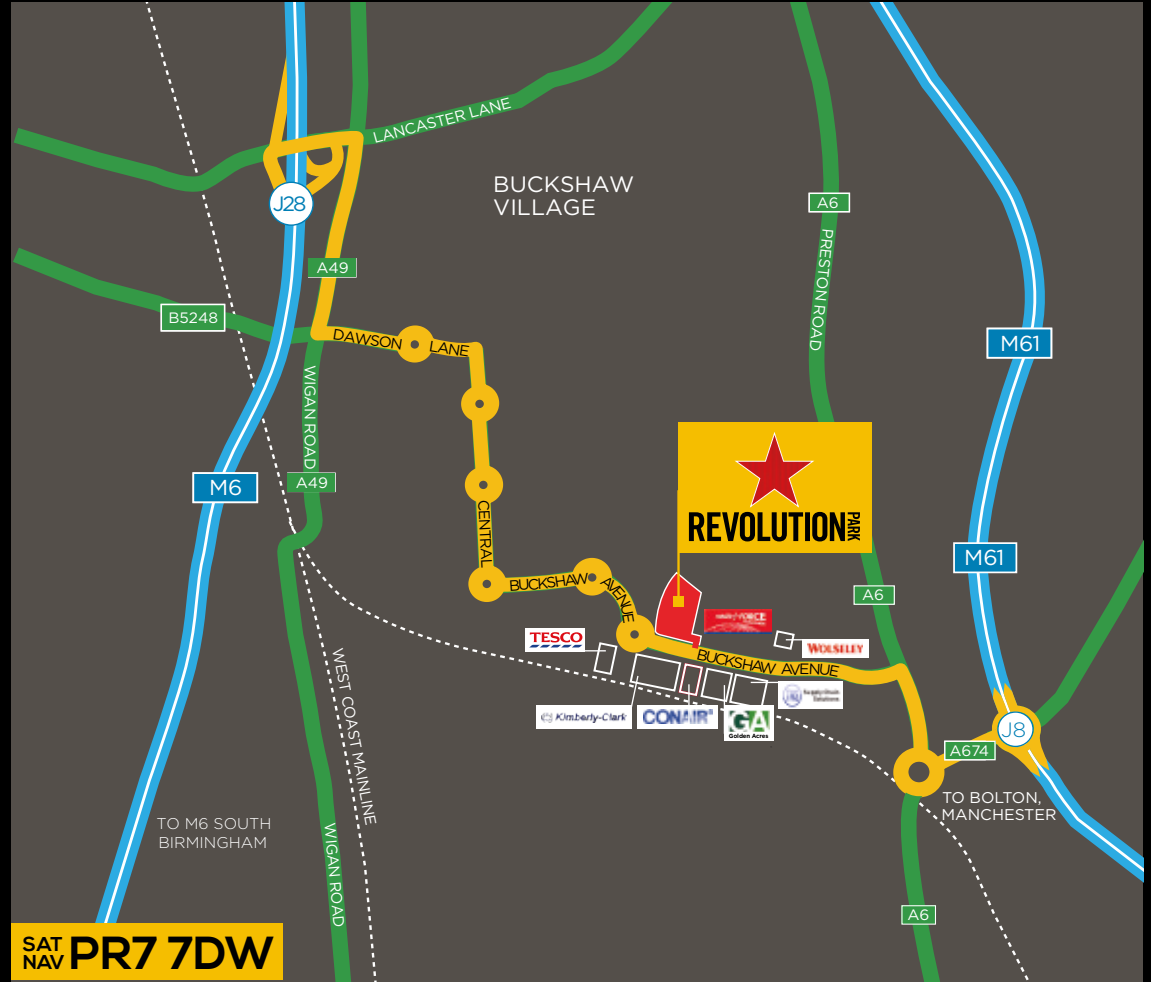 LANCASTER LANE
BUCKSHAW
VILLAGE
J28
A6
A49
PRESTON ROAD
B5248
DAWSON
LANE
M61
WIGAN ROAD
A49
M6
REVOLUTION PARK
CENTRAL
M61
BUCKSHAW
AVENUE
A6
TESCO
FORCE
WOLSELEY
BUCKSHAW AVENUE
Kimberly-Clark
CONAIR
GA
Golden Acres
Solutions
WEST COAST MAINLINE
J8
A674
TO BOLTON,
MANCHESTER
TO M6 SOUTH
BIRMINGHAM
WIGAN ROAD
A6
SAT
NAV
PR7 7DW